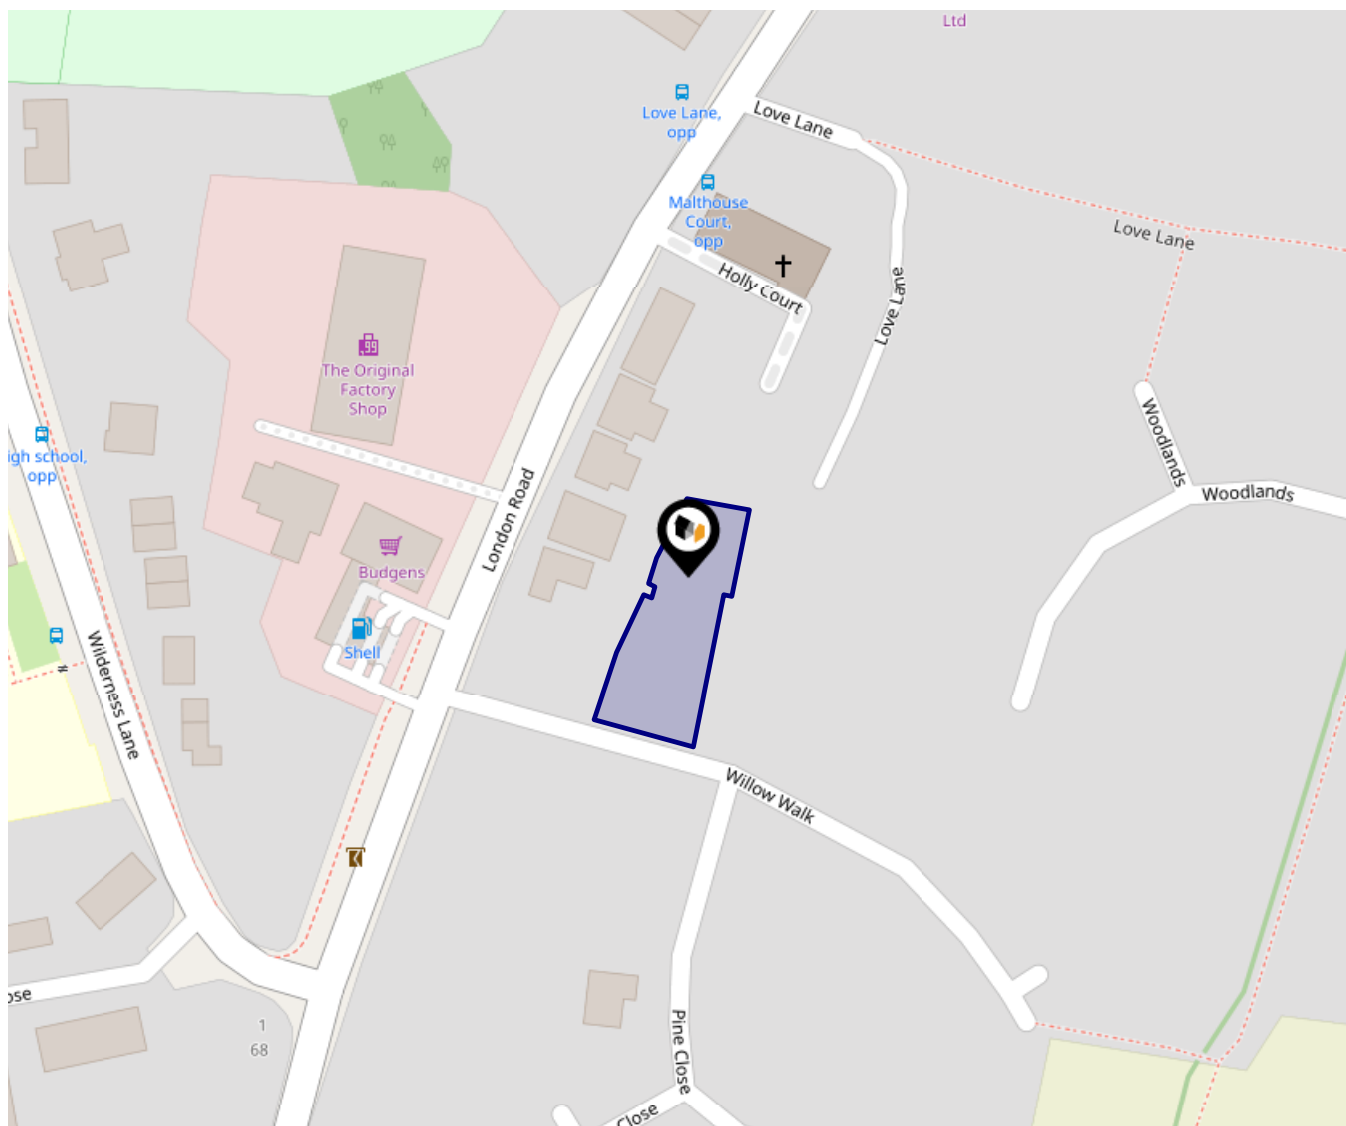 Ltd
Love Lane,
opp
Love Lane
Malthouse
Court,
opp
Love Lane
Holly Court
Love Lane
The Original
Factory
Shop
Woodlands
Woodlands
igh school,
opp
London Road
Budgens
Shell
Wilderness Lane
Willow Walk
ose
1
68
Pine Close
Close